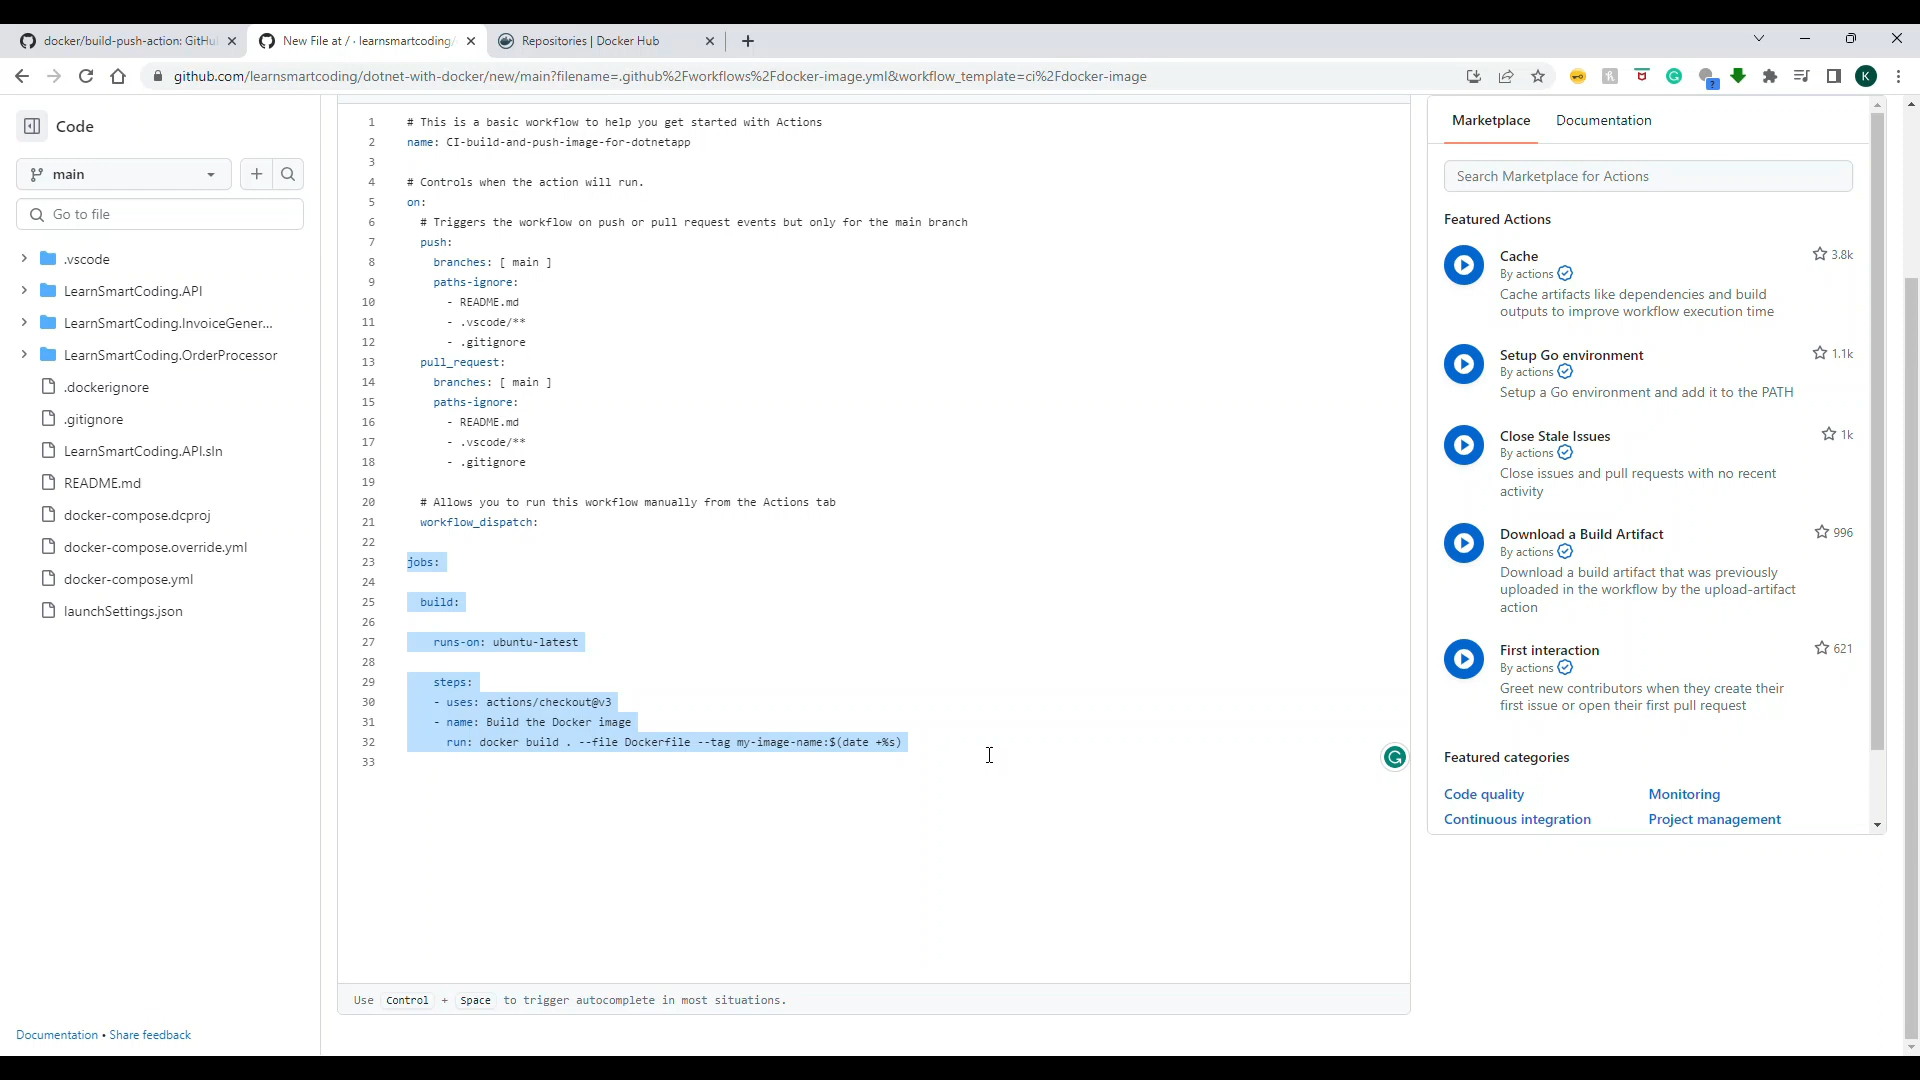 docker/build-push-action: GitHu
New File at / · learnsmartcoding
Repositories | Docker Hub
github.com/learnsmartcoding/dotnet-with-docker/new/main?filename=.github%2Fworkflows%2Fdocker-image.yml&workflow_template=ci%2Fdocker-image
?
K
Code
main
Go to file
.vscode
LearnSmartCoding.API
LearnSmartCoding.InvoiceGener...
LearnSmartCoding.OrderProcessor
.dockerignore
.gitignore
LearnSmartCoding.API.sln
README.md
docker-compose.dcproj
docker-compose.override.yml
docker-compose.yml
launchSettings.json
Documentation • Share feedback
1 # This is a basic workflow to help you get started with Actions
2 name: CI-build-and-push-image-for-dotnetapp
3
4 # Controls when the action will run.
5 on:
6 # Triggers the workflow on push or pull request events but only for the main branch
7 push:
8 branches: [ main ]
9 paths-ignore:
10 - README.md
11 - .vscode/**
12 - .gitignore
13 pull_request:
14 branches: [ main ]
15 paths-ignore:
16 - README.md
17 - .vscode/**
18 - .gitignore
19
20 # Allows you to run this workflow manually from the Actions tab
21 workflow_dispatch:
22
23 jobs:
24
25 build:
26
27 runs-on: ubuntu-latest
28
29 steps:
30 - uses: actions/checkout@v3
31 - name: Build the Docker image
32 run: docker build . --file Dockerfile --tag my-image-name:$(date +%s)
33
Use Control + Space to trigger autocomplete in most situations.
Marketplace Documentation
Search Marketplace for Actions
Featured Actions
Cache 3.8k
By actions
Cache artifacts like dependencies and build
outputs to improve workflow execution time
Setup Go environment 1.1k
By actions
Setup a Go environment and add it to the PATH
Close Stale Issues 1k
By actions
Close issues and pull requests with no recent
activity
Download a Build Artifact 996
By actions
Download a build artifact that was previously
uploaded in the workflow by the upload-artifact
action
First interaction 621
By actions
Greet new contributors when they create their
first issue or open their first pull request
Featured categories
Code quality Monitoring
Continuous integration Project management